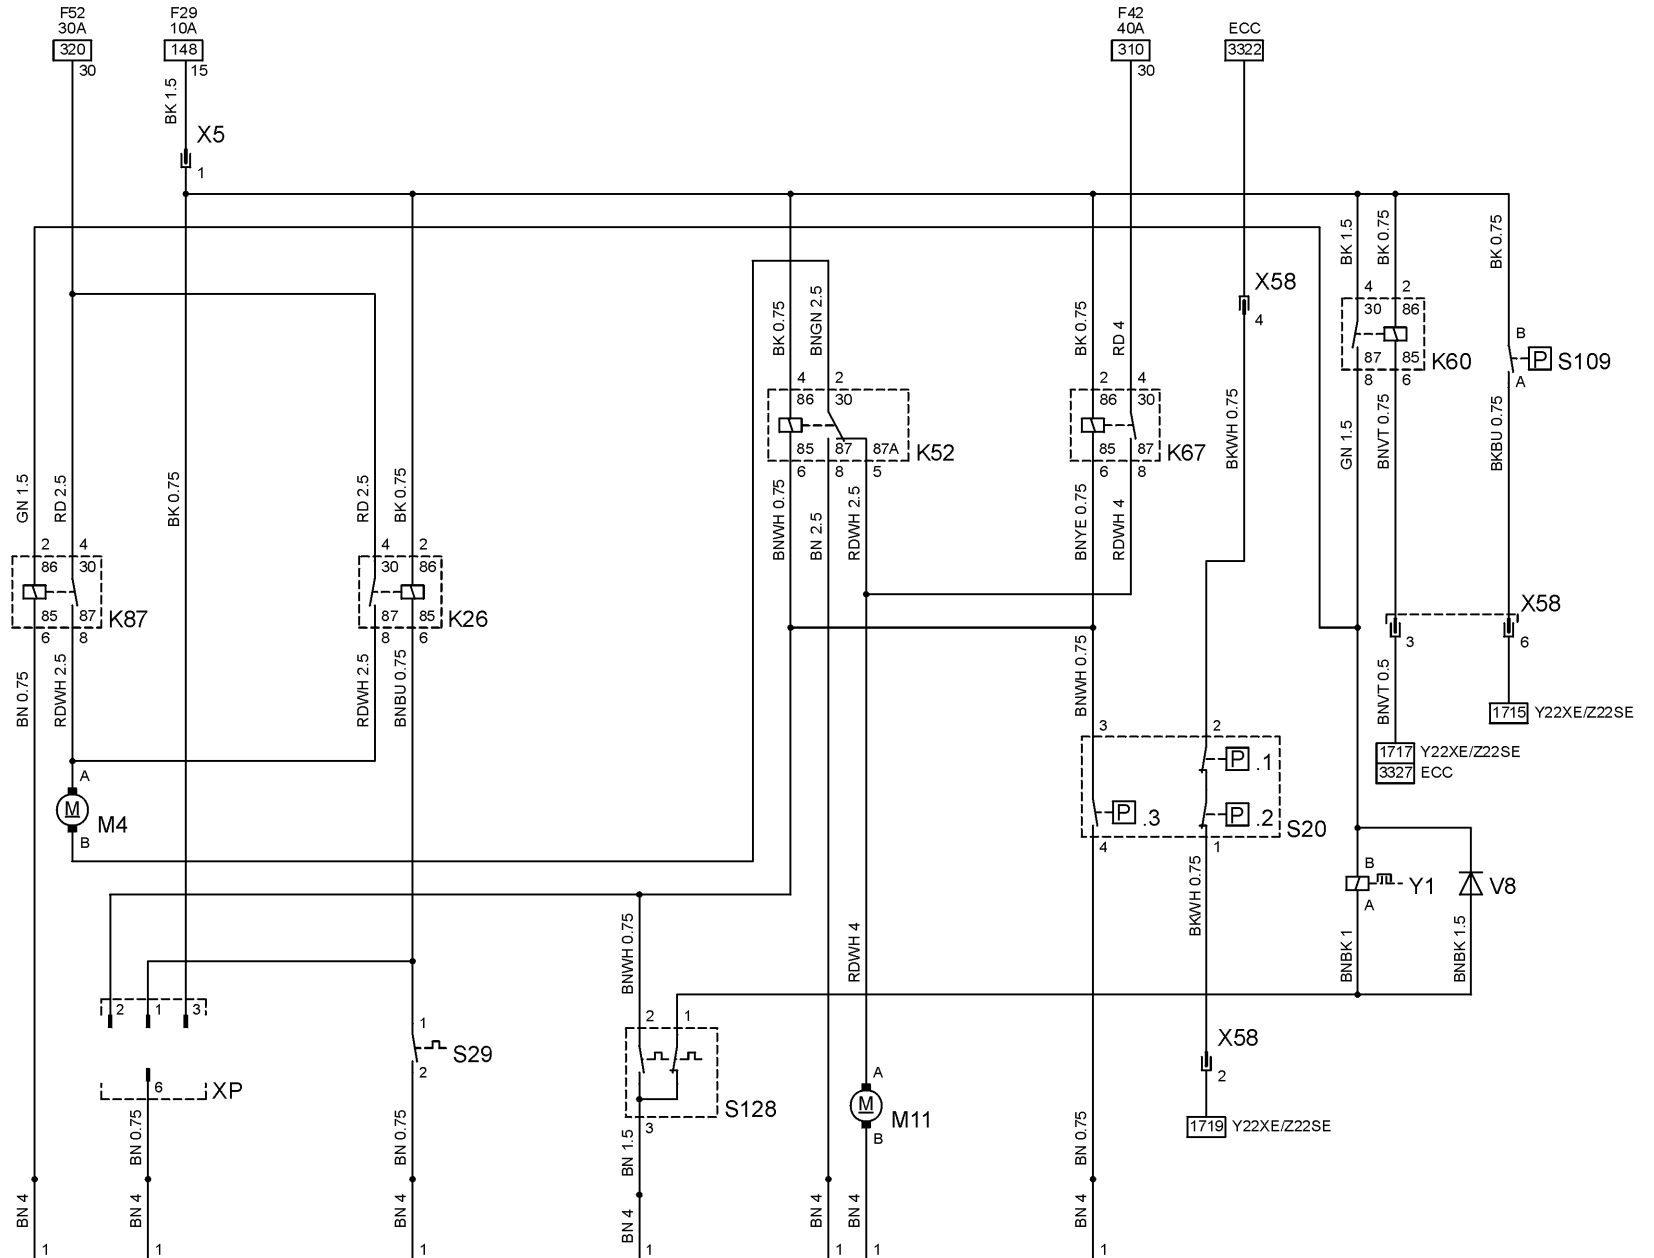 F52
30A
320
30
F29
10A
148
15
F42
40A
310
30
ECC
3322
BK 1.5
X5
1
BK 1.5
BK 0.75
BK 0.75
X58
4
4
2
30
86
87
85
8
6
K60
B
P
S109
A
BK 0.75
BNGN 2.5
4
2
86
30
85
87
87A
6
8
5
K52
BK 0.75
RD 4
2
4
86
30
85
87
6
8
K67
BKWH 0.75
GN 1.5
BNVT 0.75
BKBU 0.75
GN 1.5
RD 2.5
BK 0.75
RD 2.5
BK 0.75
BNWH 0.75
BN 2.5
RDWH 2.5
BNYE 0.75
RDWH 4
2
4
86
30
85
87
6
8
K87
4
2
30
86
87
85
8
6
K26
X58
3
6
BN 0.75
RDWH 2.5
RDWH 2.5
BNBU 0.75
BNWH 0.75
BNVT 0.5
1715
Y22XE/Z22SE
1717
Y22XE/Z22SE
3327
ECC
A
M
M4
B
3
2
P
.1
P
.3
P
.2
S20
4
1
BKWH 0.75
B
Y1
A
V8
BNBK 1
BNBK 1.5
BNWH 0.75
RDWH 4
2
1
3
6
XP
1
S29
2
2
1
S128
3
A
M
M11
B
X58
2
1719
Y22XE/Z22SE
BN 0.75
BN 0.75
BN 1.5
BN 0.75
BN 4
BN 4
BN 4
BN 4
BN 4
RDWH 4
BN 4
1
1
1
1
1
1
1